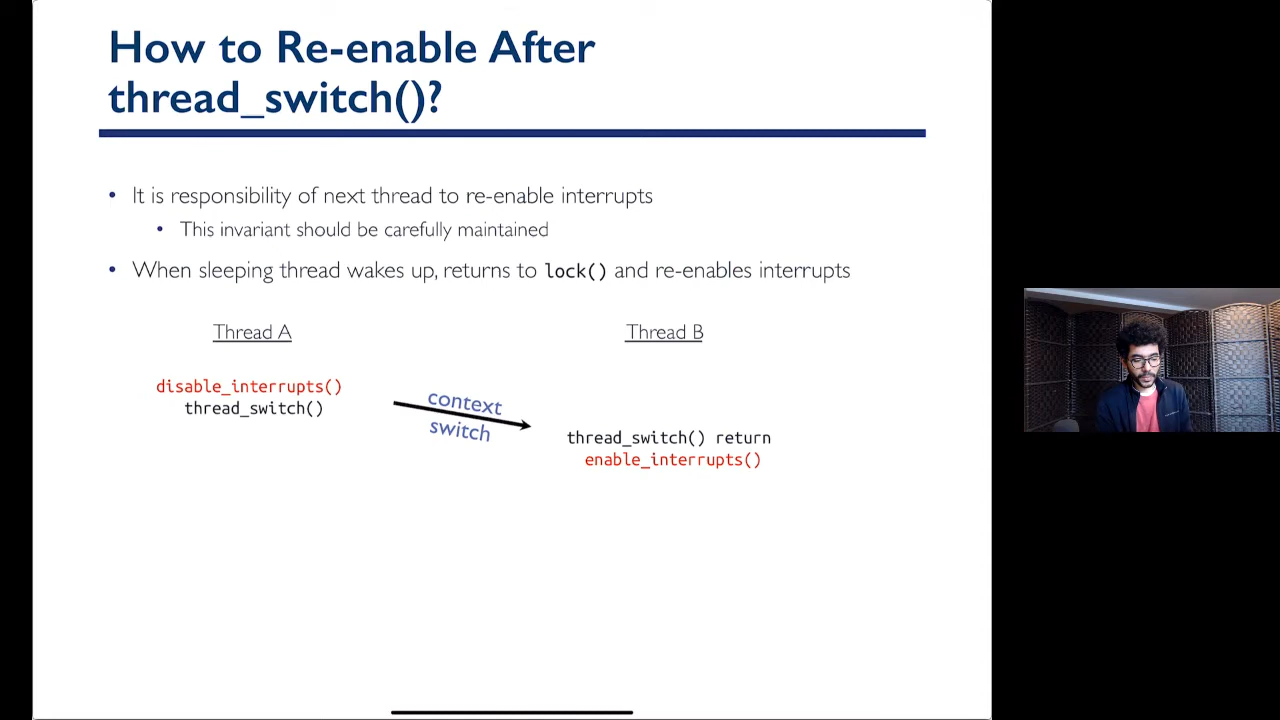 How to Re-enable After
thread_switch()?
• It is responsibility of next thread to re-enable interrupts
• This invariant should be carefully maintained
• When sleeping thread wakes up, returns to lock() and re-enables interrupts
Thread A
Thread B
disable_interrupts()
thread_switch()
context
switch
thread_switch() return
enable_interrupts()